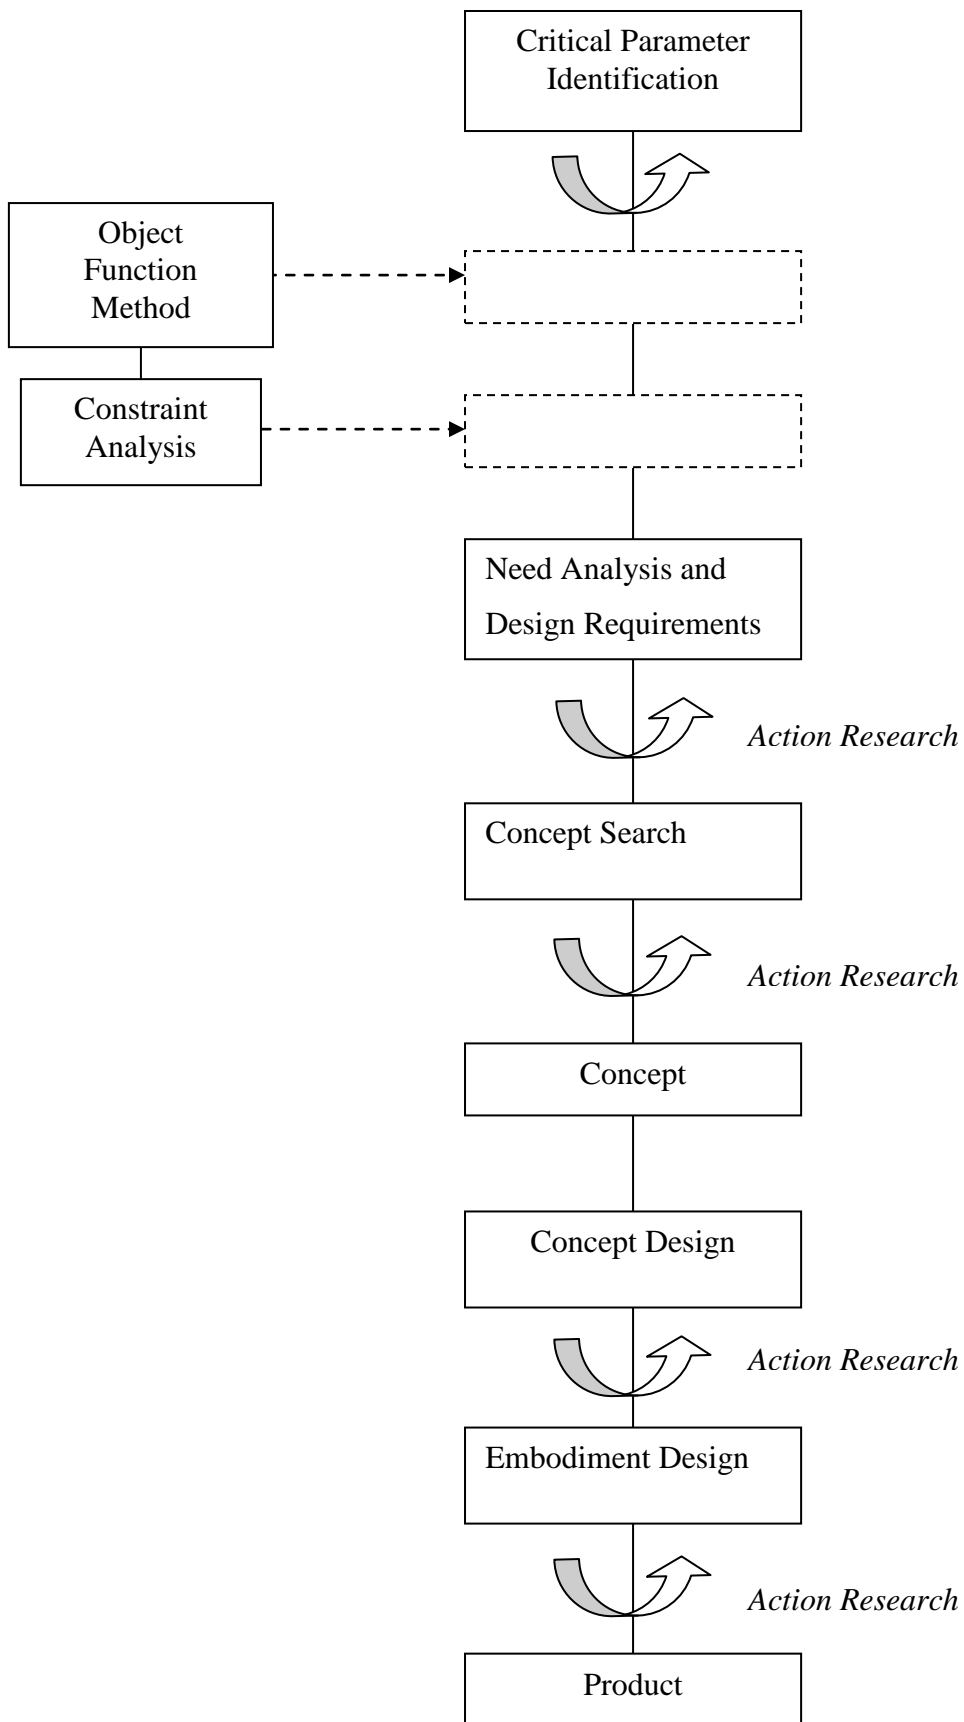 Critical Parameter
Identification
Object
Function
Method
Constraint
Analysis
Need Analysis and
Design Requirements
Action Research
Concept Search
Action Research
Concept
Concept Design
Action Research
Embodiment Design
Action Research
Product